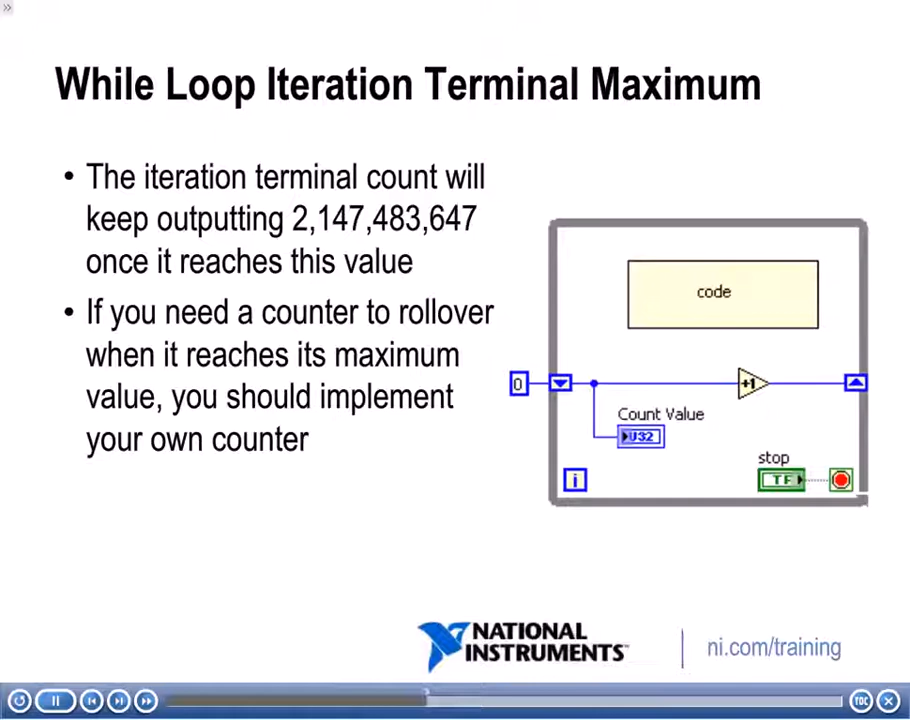 While Loop Iteration Terminal Maximum
• The iteration terminal count will
keep outputting 2,147,483,647
once it reaches this value
• If you need a counter to rollover
when it reaches its maximum
value, you should implement
your own counter
code
0
+1
Count Value
U32
i
stop
TF
NATIONAL
INSTRUMENTS™
ni.com/training
TOC